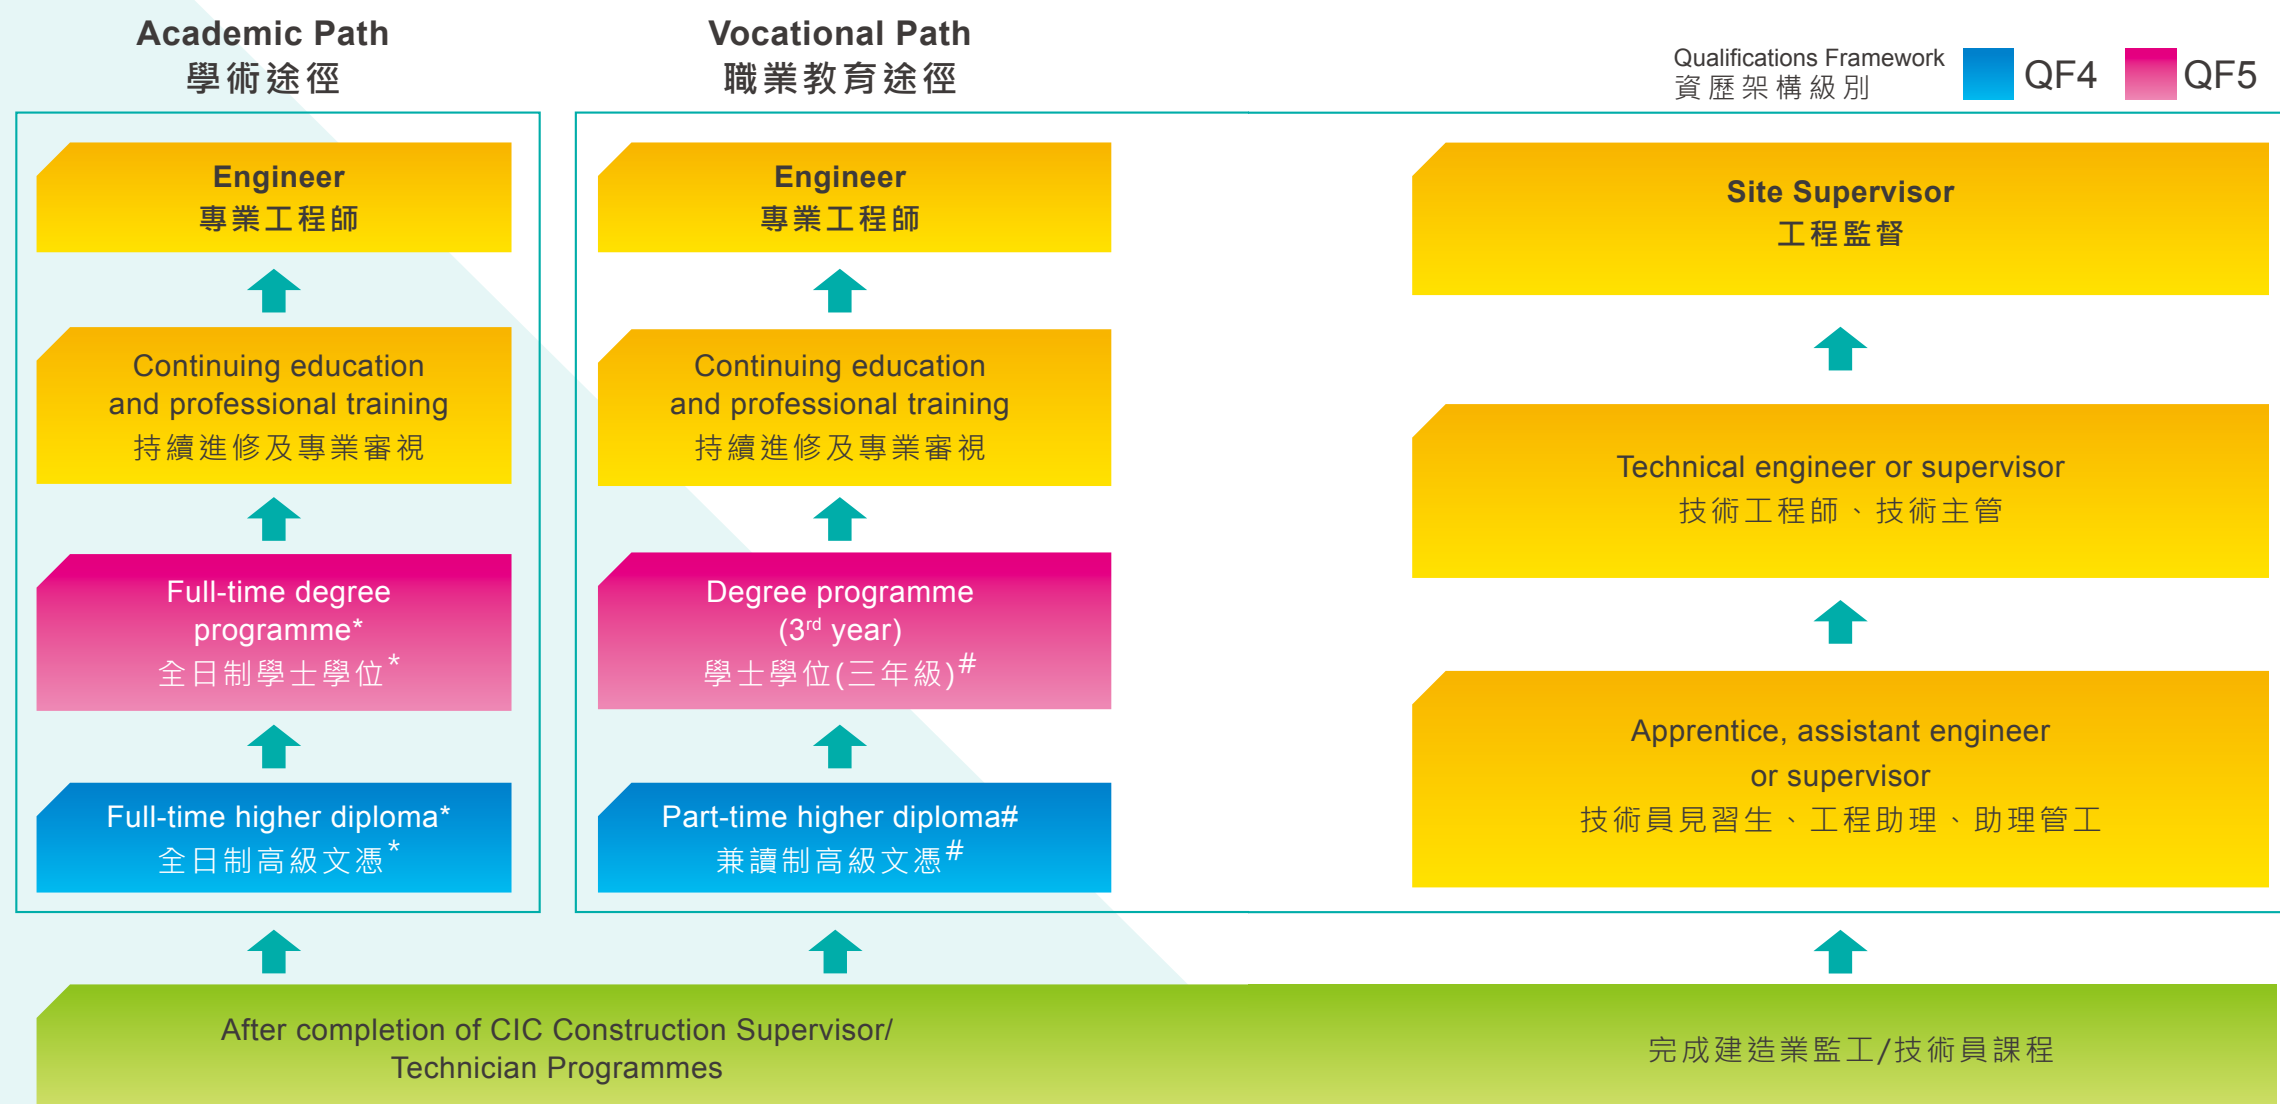 Academic Path
學術途徑
Vocational Path
職業教育途徑
Qualifications Framework
資歷架構級別
QF4
QF5
Engineer
專業工程師
Continuing education
and professional training
持續進修及專業審視
Full-time degree
programme*
全日制學士學位*
Full-time higher diploma*
全日制高級文憑*
Engineer
專業工程師
Continuing education
and professional training
持續進修及專業審視
Degree programme
(3rd year)
學士學位(三年級)#
Part-time higher diploma#
兼讀制高級文憑#
Site Supervisor
工程監督
Technical engineer or supervisor
技術工程師、技術主管
Apprentice, assistant engineer
or supervisor
技術員見習生、工程助理、助理管工
After completion of CIC Construction Supervisor/
Technician Programmes
完成建造業監工/技術員課程